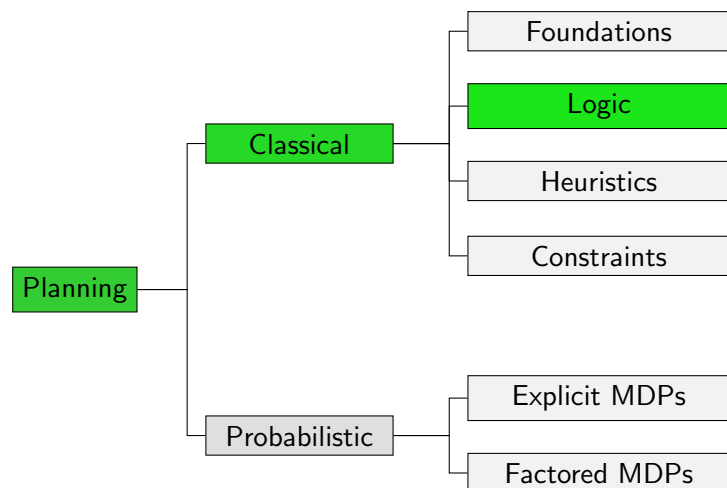 Foundations
Logic
Classical
Heuristics
Constraints
Planning
Explicit MDPs
Probabilistic
Factored MDPs